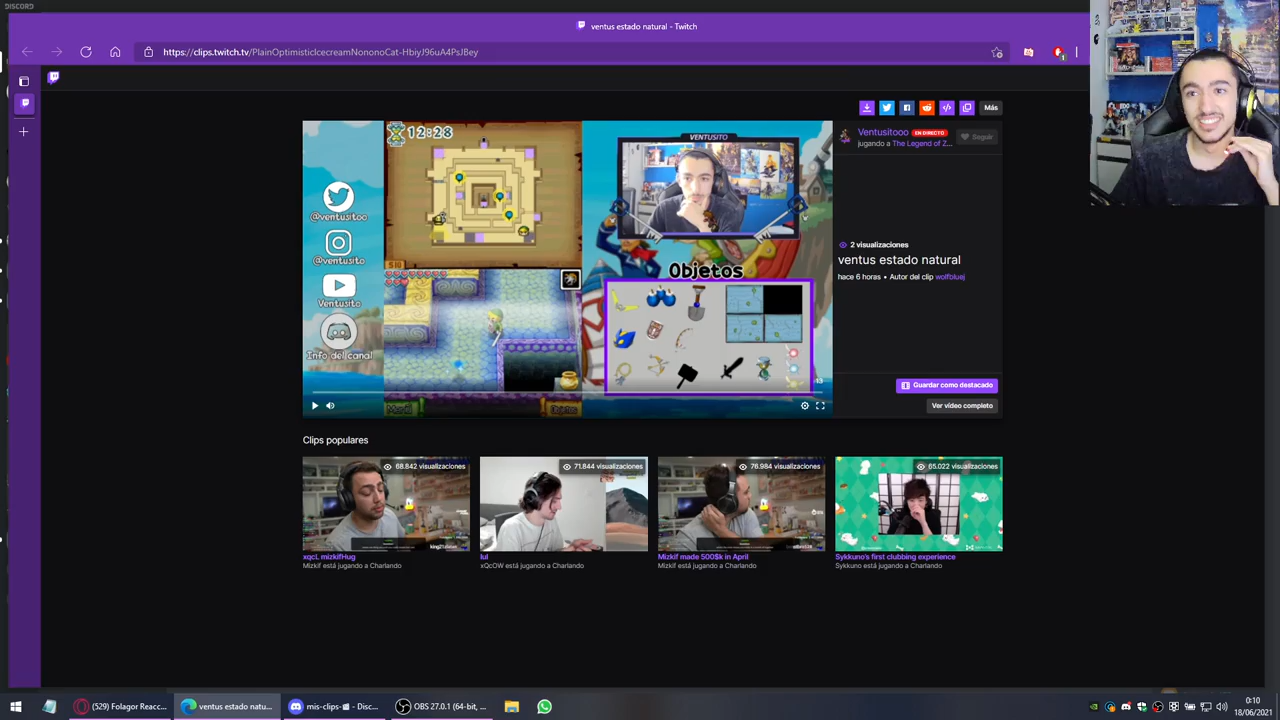 DISCORD
ventus estado natural - Twitch
https://clips.twitch.tv/PlainOptimisticIcecreamNononoCat-HbiyJ96uA4PsJBey
Más
Ventusitooo EN DIRECTO
jugando a The Legend of Z...
Seguir
12:28
VENTUSITO
@ventusitoo
@ventusito
Ventusito
Info del canal
Objetos
2 visualizaciones
ventus estado natural
hace 6 horas • Autor del clip wolfbluej
Guardar como destacado
Ver vídeo completo
Clips populares
68.842 visualizaciones
71.844 visualizaciones
76.984 visualizaciones
65.022 visualizaciones
xqcL mizkifHug
lul
Mizkif made 500$k in April
Sykkuno's first clubbing experience
Mizkif está jugando a Charlando
xQcOW está jugando a Charlando
Mizkif está jugando a Charlando
Sykkuno está jugando a Charlando
(529) Folagor Reacc...
ventus estado natu...
mis-clips- - Disc...
OBS 27.0.1 (64-bit, ...
0:10
18/06/2021